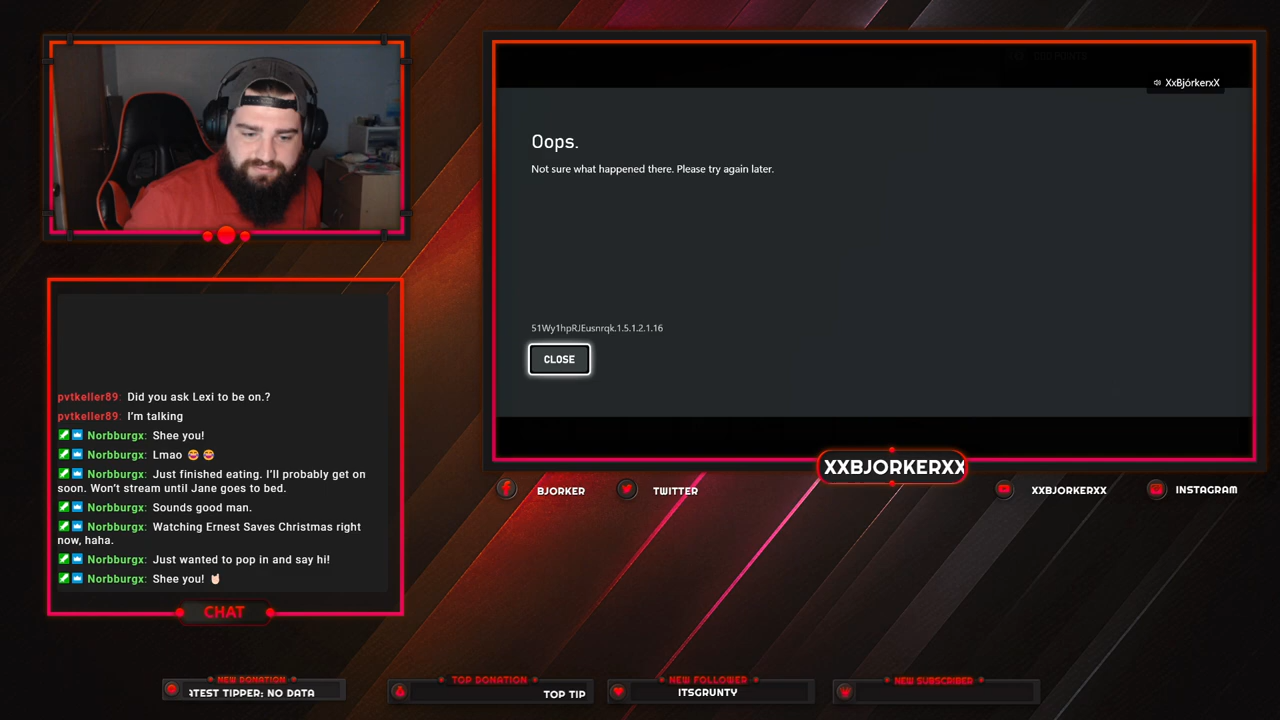 XxBjórkerxX
Oops.
Not sure what happened there. Please try again later.
51Wy1hpRJEusnrqk.1.5.1.2.1.16
CLOSE
pvtkeller89: Did you ask Lexi to be on.?
pvtkeller89: I'm talking
Norbburgx: Shee you!
Norbburgx: Lmao 😂 😂
Norbburgx: Just finished eating. I'll probably get on
soon. Won't stream until Jane goes to bed.
Norbburgx: Sounds good man.
Norbburgx: Watching Ernest Saves Christmas right
now, haha.
Norbburgx: Just wanted to pop in and say hi!
Norbburgx: Shee you! 🤘🏻
CHAT
XXBJORKERXX
BJORKER
TWITTER
XXBJORKERXX
INSTAGRAM
NEW DONATION
TEST TIPPER: NO DATA
TOP DONATION
TOP TIP
NEW FOLLOWER
ITSGRUNTY
NEW SUBSCRIBER